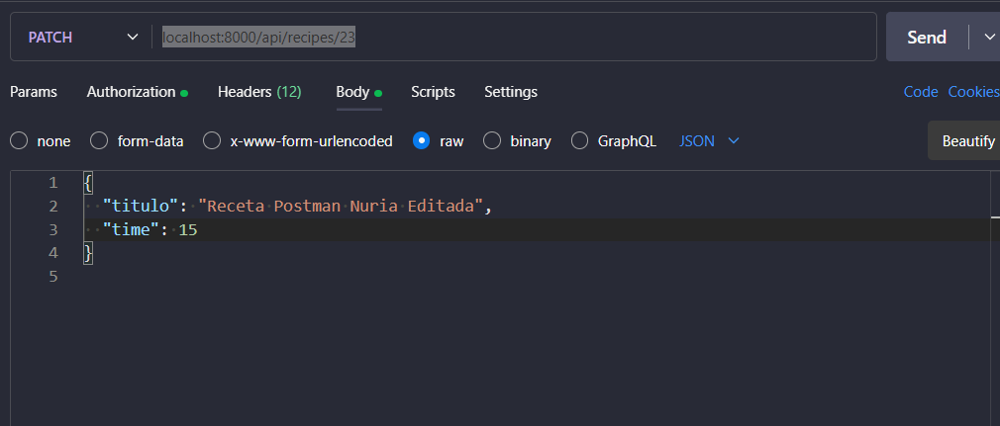 PATCH localhost:8000/api/recipes/23 Send
Params Authorization Headers (12) Body Scripts Settings Code Cookies
none form-data x-www-form-urlencoded raw binary GraphQL JSON Beautify
1 {
2 "titulo": "Receta Postman Nuria Editada",
3 "time": 15
4 }
5